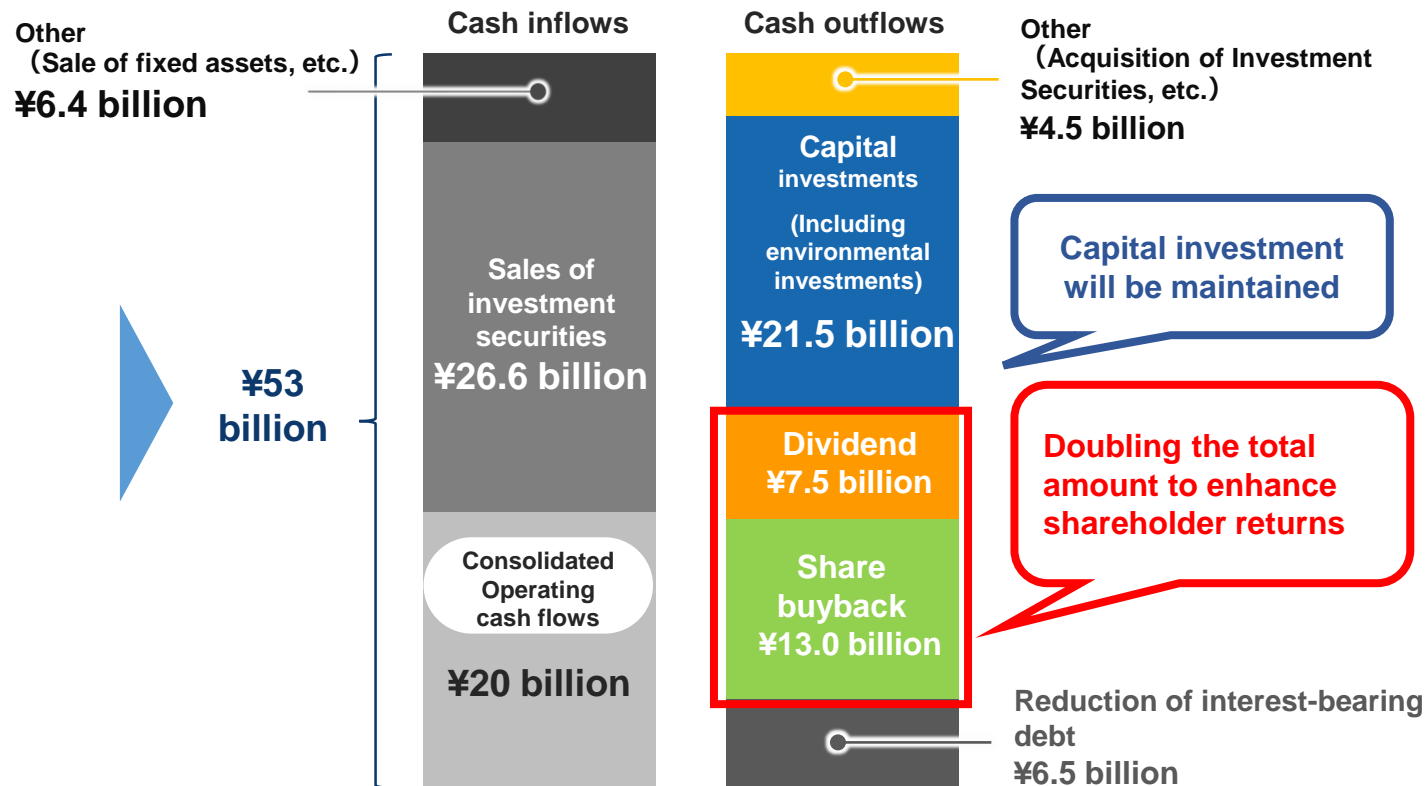 Other
（Sale of fixed assets, etc.）
¥6.4 billion
¥53
billion
Cash inflows
Sales of
investment
securities
¥26.6 billion
Consolidated
Operating
cash flows
¥20 billion
Cash outflows
Capital
investments
(Including
environmental
investments)
¥21.5 billion
Dividend
¥7.5 billion
Share
buyback
¥13.0 billion
Other
（Acquisition of Investment
Securities, etc.）
¥4.5 billion
Capital investment
will be maintained
Doubling the total
amount to enhance
shareholder returns
Reduction of interest-bearing
debt
¥6.5 billion